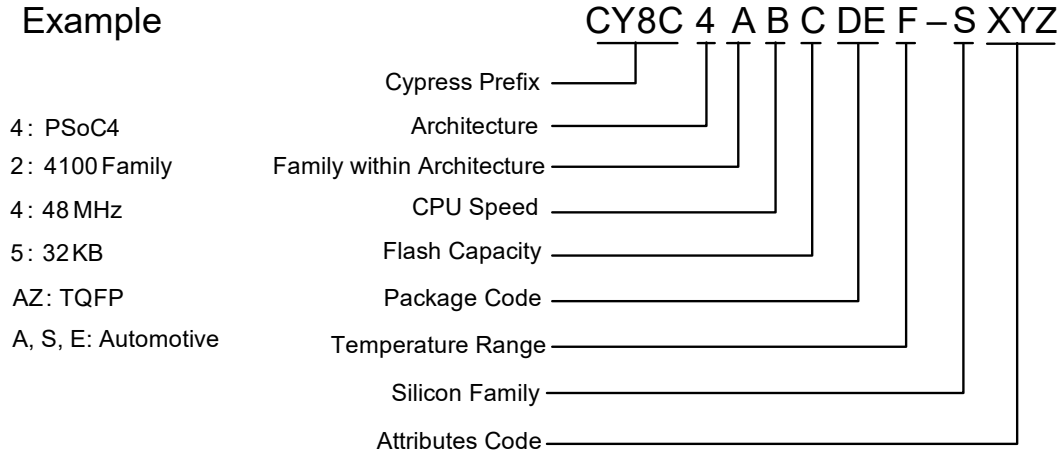 Example
CY8C 4 A B C DE F – S XYZ
Cypress Prefix
4: PSoC4 Architecture
2: 4100 Family Family within Architecture
4: 48 MHz CPU Speed
5: 32 KB Flash Capacity
AZ: TQFP Package Code
A, S, E: Automotive Temperature Range
Silicon Family
Attributes Code